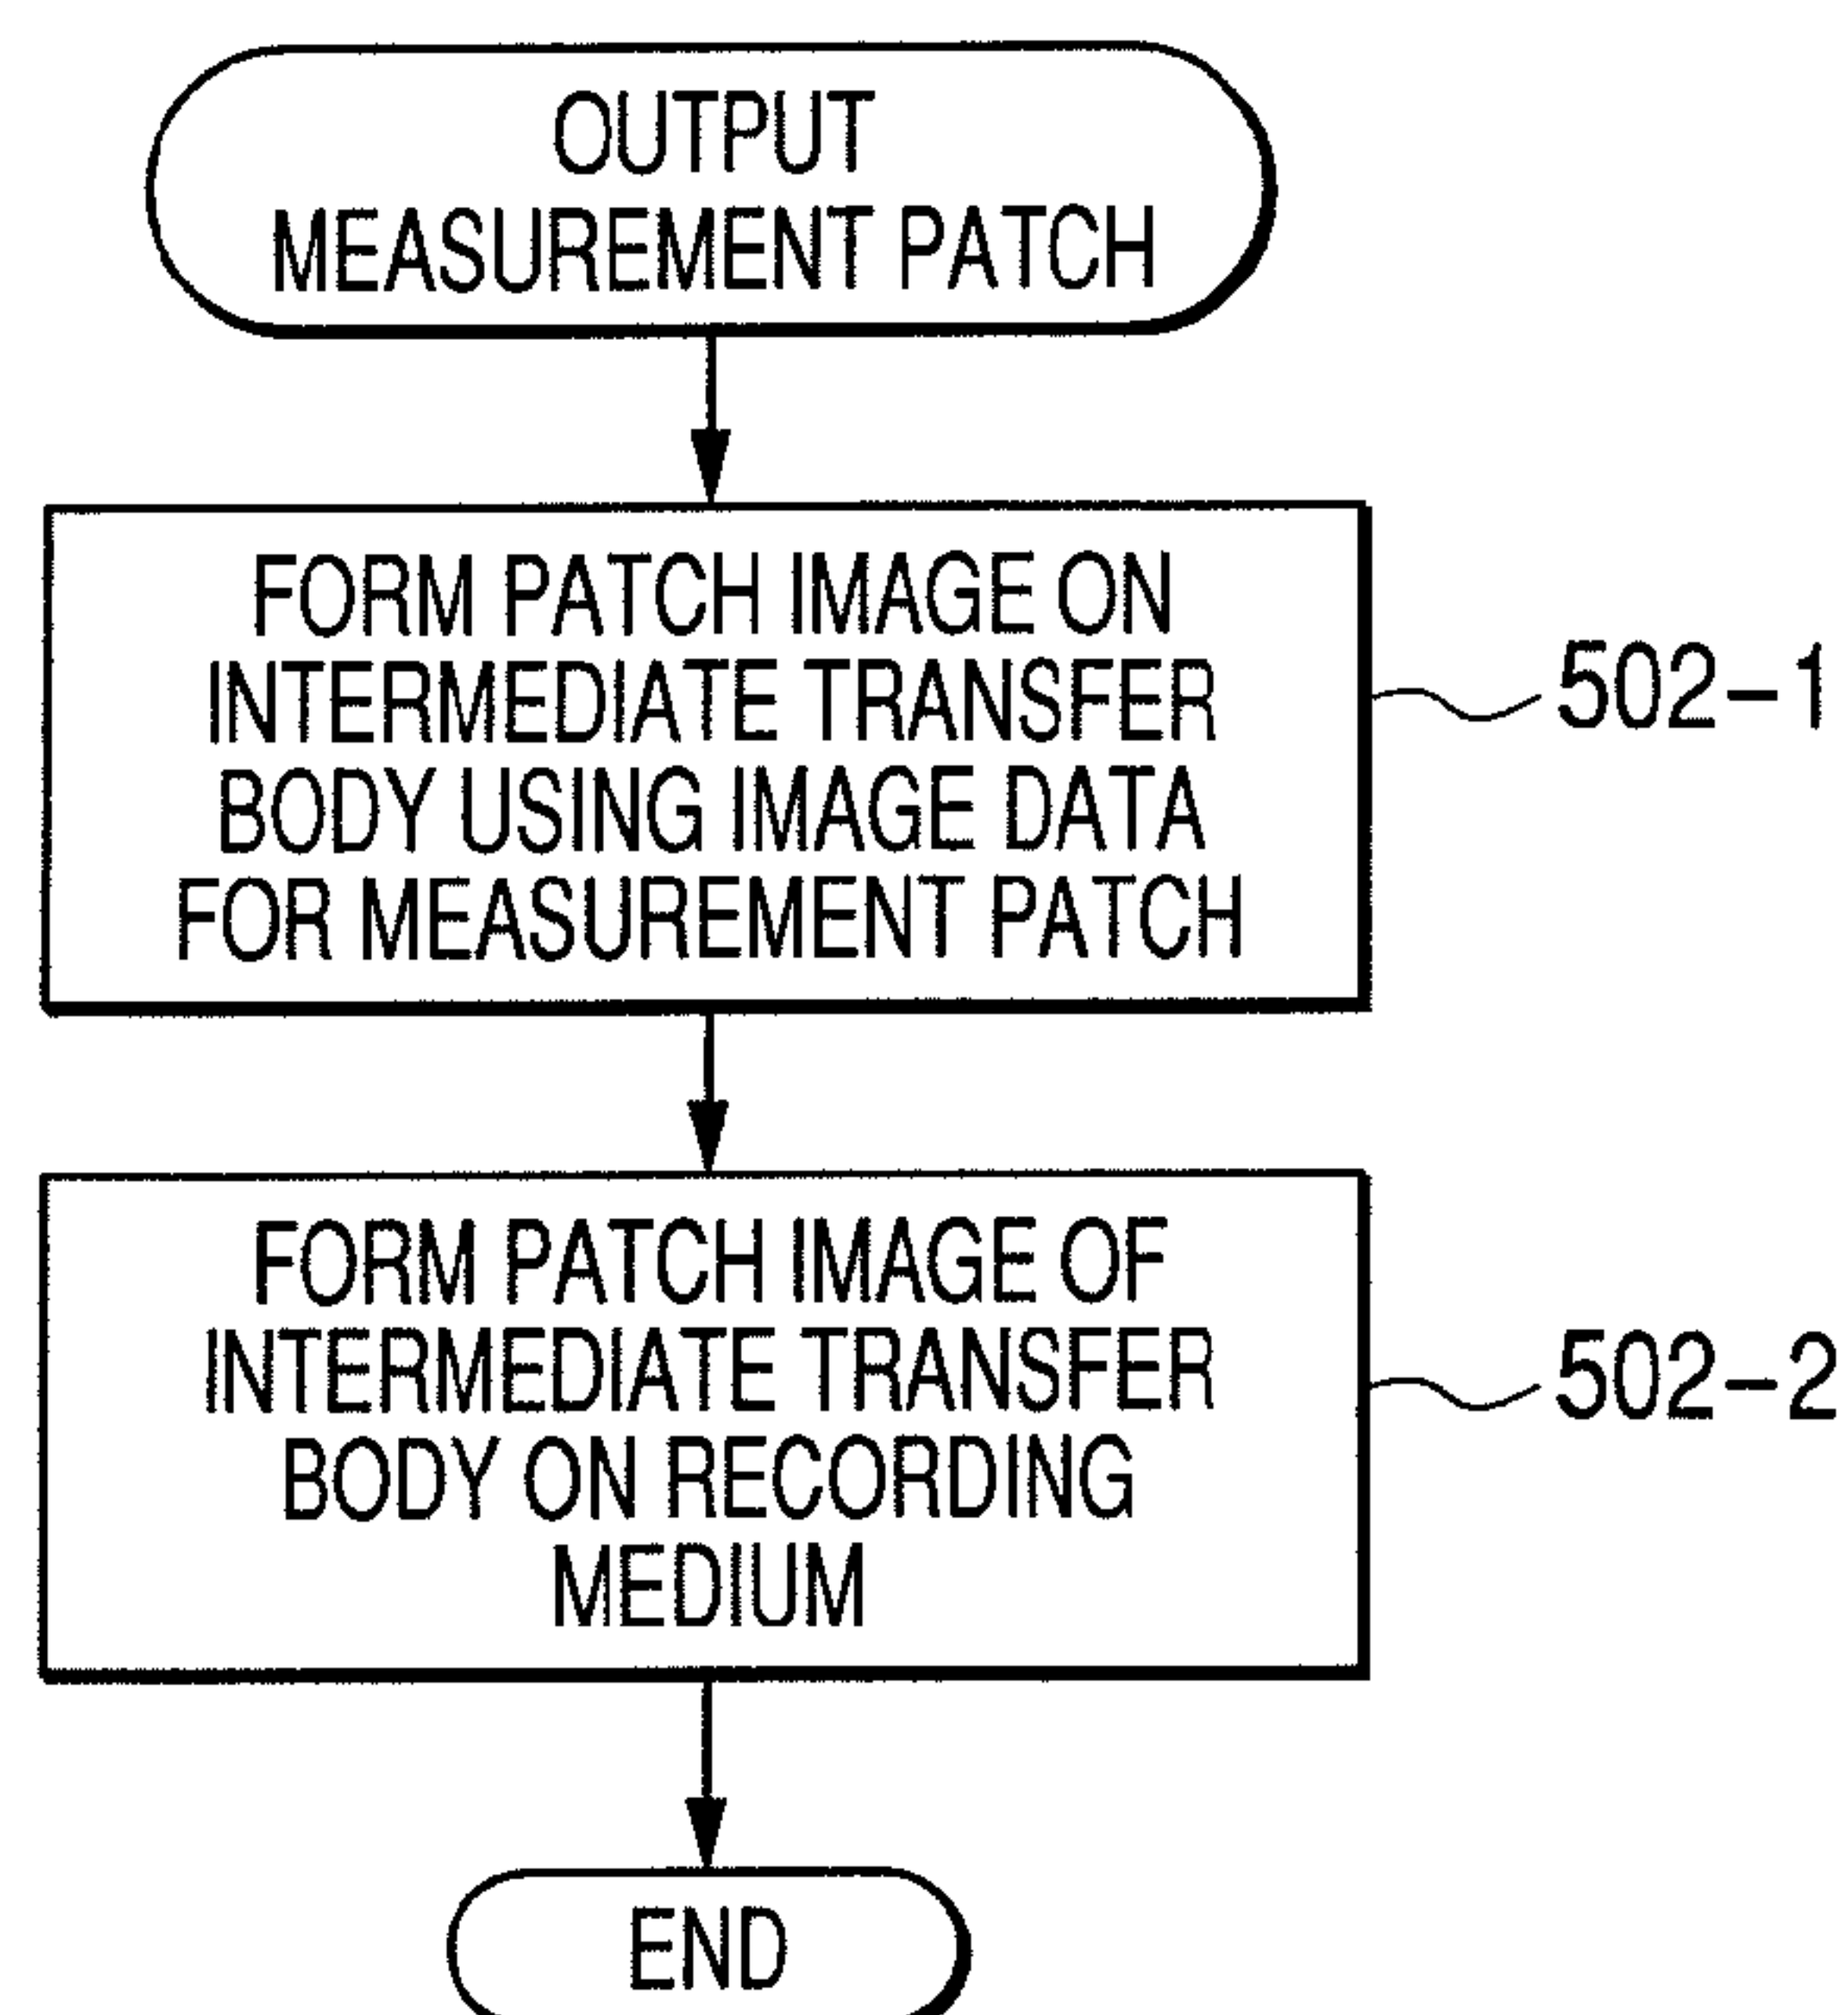 OUTPUT
MEASUREMENT PATCH
FORM PATCH IMAGE ON
INTERMEDIATE TRANSFER
BODY USING IMAGE DATA
FOR MEASUREMENT PATCH
502-1
FORM PATCH IMAGE OF
INTERMEDIATE TRANSFER
BODY ON RECORDING
MEDIUM
502-2
END